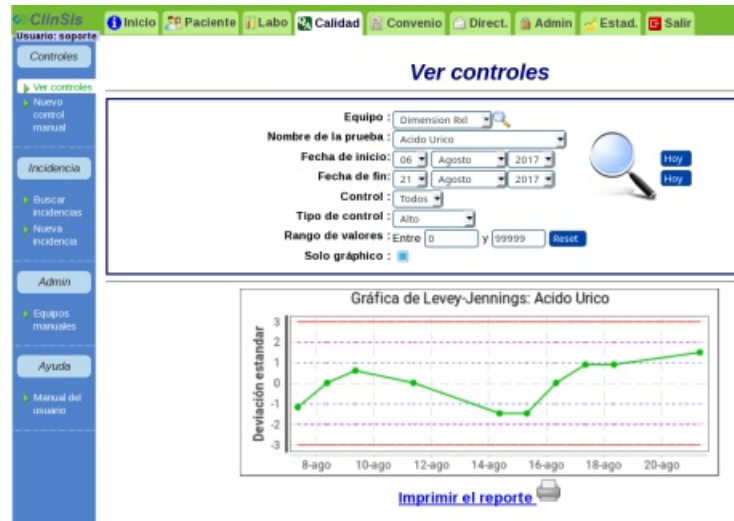 ClinSis
Usuario: soporte
Inicio Paciente Labo Calidad Convenio Direct. Admin Estad. Salir
Controles
Ver controles
Nuevo control manual
Incidencia
Buscar incidencias
Nueva incidencia
Admin
Equipos manuales
Ayuda
Manual del usuario
Ver controles
Equipo : Dimension Rxl
Nombre de la prueba : Acido Urico
Fecha de inicio: 06 Agosto 2017 Hoy
Fecha de fin: 21 Agosto 2017 Hoy
Control : Todos
Tipo de control : Alto
Rango de valores : Entre 0 y 99999 Reset
Solo gráfico :
Gráfica de Levey-Jennings: Acido Urico
Deviación estandar
3
2
1
0
-1
-2
-3
8-ago 10-ago 12-ago 14-ago 16-ago 18-ago 20-ago
Imprimir el reporte